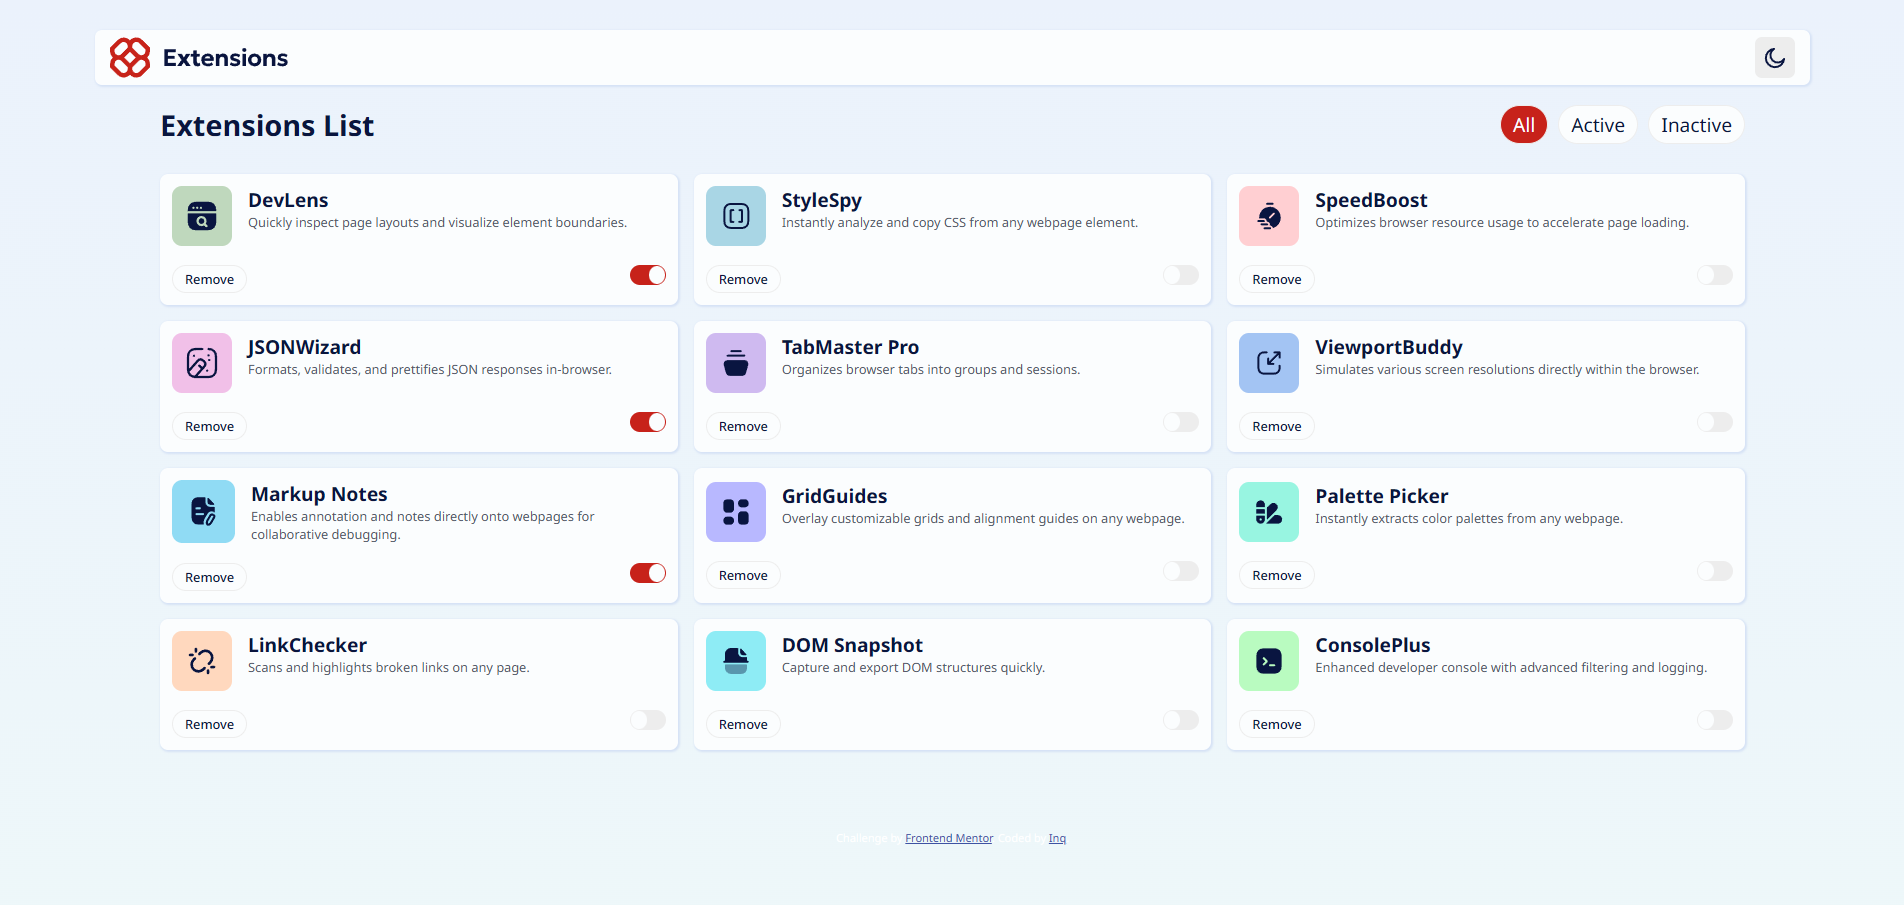 Extensions
Extensions List
All Active Inactive
DevLens
Quickly inspect page layouts and visualize element boundaries.
Remove
StyleSpy
Instantly analyze and copy CSS from any webpage element.
Remove
SpeedBoost
Optimizes browser resource usage to accelerate page loading.
Remove
JSONWizard
Formats, validates, and prettifies JSON responses in-browser.
Remove
TabMaster Pro
Organizes browser tabs into groups and sessions.
Remove
ViewportBuddy
Simulates various screen resolutions directly within the browser.
Remove
Markup Notes
Enables annotation and notes directly onto webpages for
collaborative debugging.
Remove
GridGuides
Overlay customizable grids and alignment guides on any webpage.
Remove
Palette Picker
Instantly extracts color palettes from any webpage.
Remove
LinkChecker
Scans and highlights broken links on any page.
Remove
DOM Snapshot
Capture and export DOM structures quickly.
Remove
ConsolePlus
Enhanced developer console with advanced filtering and logging.
Remove
Challenge by Frontend Mentor Coded by Inq